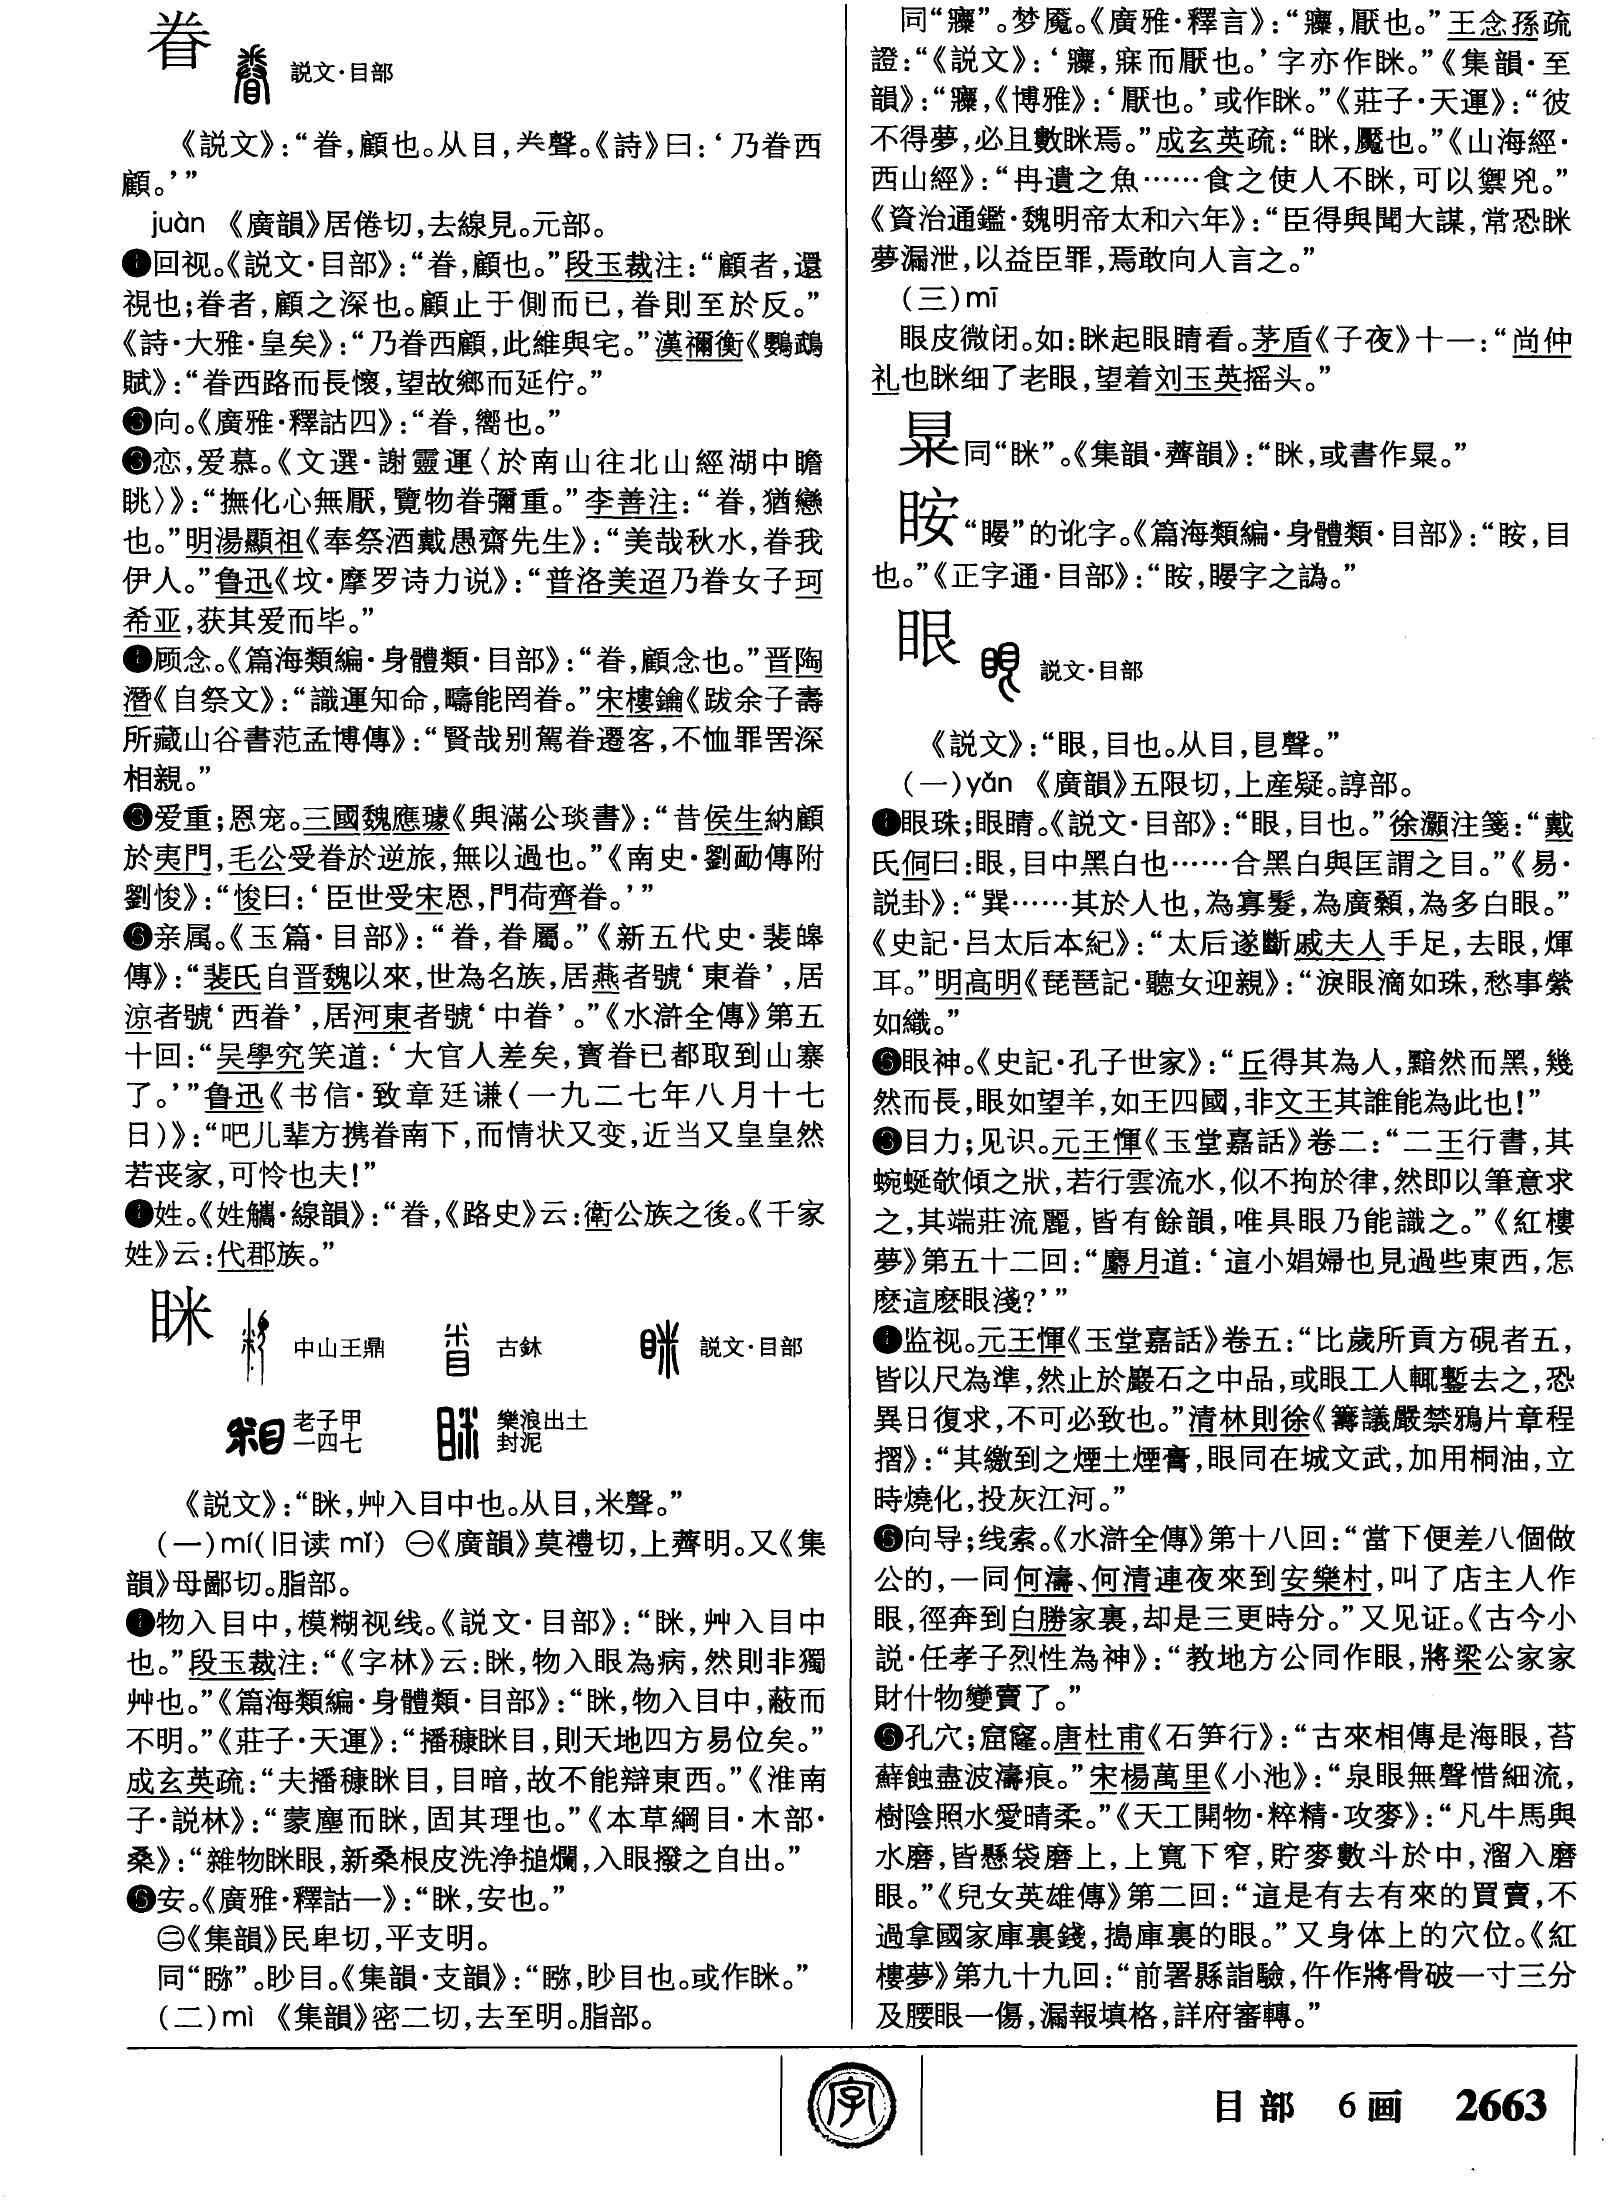 眷 説文·目部
《説文》：“眷，顧也。从目，𢍏聲。《詩》曰：‘乃眷西
顧。’”
juàn 《廣韻》居倦切，去線見。元部。
❶回视。《説文·目部》：“眷，顧也。”段玉裁注：“顧者，還
視也；眷者，顧之深也。顧止于側而已，眷則至於反。”
《詩·大雅·皇矣》：“乃眷西顧，此維與宅。”漢禰衡《鸚鵡
賦》：“眷西路而長懷，望故鄉而延佇。”
❷向。《廣雅·釋詁四》：“眷，嚮也。”
❸恋，爱慕。《文選·謝靈運〈於南山往北山經湖中瞻
眺〉》：“撫化心無厭，覽物眷彌重。”李善注：“眷，猶戀
也。”明湯顯祖《奉祭酒戴愚齋先生》：“美哉秋水，眷我
伊人。”鲁迅《坟·摩罗诗力说》：“普洛美迢乃眷女子珂
希亚，获其爱而毕。”
❹顾念。《篇海類編·身體類·目部》：“眷，顧念也。”晋陶
潛《自祭文》：“識運知命，疇能罔眷。”宋樓鑰《跋余子壽
所藏山谷書范孟博傳》：“賢哉别駕眷遷客，不恤罪罟深
相親。”
❺爱重；恩宠。三國魏應璩《與滿公琰書》：“昔侯生納顧
於夷門，毛公受眷於逆旅，無以過也。”《南史·劉勔傳附
劉悛》：“悛曰：‘臣世受宋恩，門荷齊眷。’”
❻亲属。《玉篇·目部》：“眷，眷屬。”《新五代史·裴皞
傳》：“裴氏自晋魏以來，世為名族，居燕者號‘東眷’，居
涼者號‘西眷’，居河東者號‘中眷’。”《水滸全傳》第五
十回：“吴學究笑道：‘大官人差矣，寳眷已都取到山寨
了。’”鲁迅《书信·致章廷谦（一九二七年八月十七
日）》：“吧儿辈方携眷南下，而情状又变，近当又皇皇然
若丧家，可怜也夫！”
❼姓。《姓觿·線韻》：“眷，《路史》云：衛公族之後。《千家
姓》云：代郡族。”
眯 中山王鼎 古鉨 説文·目部
老子甲一四七 樂浪出土封泥
《説文》：“眯，艸入目中也。从目，米聲。”
（一）mí（旧读 mǐ） ㊀《廣韻》莫禮切，上薺明。又《集
韻》母鄙切。脂部。
❶物入目中，模糊视线。《説文·目部》：“眯，艸入目中
也。”段玉裁注：“《字林》云：眯，物入眼為病，然則非獨
艸也。”《篇海類編·身體類·目部》：“眯，物入目中，蔽而
不明。”《莊子·天運》：“播穅眯目，則天地四方易位矣。”
成玄英疏：“夫播穅眯目，目暗，故不能辯東西。”《淮南
子·説林》：“蒙塵而眯，固其理也。”《本草綱目·木部·
桑》：“雜物眯眼，新桑根皮洗净搥爛，入眼撥之自出。”
❷安。《廣雅·釋詁一》：“眯，安也。”
㊁《集韻》民卑切，平支明。
同“𥅘”。眇目。《集韻·支韻》：“𥅘，眇目也。或作眯。”
（二）mì 《集韻》密二切，去至明。脂部。
同“寱”。梦魇。《廣雅·釋言》：“寱，厭也。”王念孫疏
證：“《説文》：‘寱，寐而厭也。’字亦作眯。”《集韻·至
韻》：“寱，《博雅》：‘厭也。’或作眯。”《莊子·天運》：“彼
不得夢，必且數眯焉。”成玄英疏：“眯，魘也。”《山海經·
西山經》：“冉遺之魚……食之使人不眯，可以禦兇。”
《資治通鑑·魏明帝太和六年》：“臣得與聞大謀，常恐眯
夢漏泄，以益臣罪，焉敢向人言之。”
（三）mī
眼皮微闭。如：眯起眼睛看。茅盾《子夜》十一：“尚仲
礼也眯细了老眼，望着刘玉英摇头。”
䍘同“眯”。《集韻·薺韻》：“眯，或書作䍘。”
䀂“䁙”的讹字。《篇海類編·身體類·目部》：“䀂，目
也。”《正字通·目部》：“䀂，䁙字之譌。”
眼 説文·目部
《説文》：“眼，目也。从目，㫐聲。”
（一）yǎn 《廣韻》五限切，上産疑。諄部。
❶眼珠；眼睛。《説文·目部》：“眼，目也。”徐灝注箋：“戴
氏侗曰：眼，目中黑白也……合黑白與匡謂之目。”《易·
説卦》：“巽……其於人也，為寡髮，為廣顙，為多白眼。”
《史記·吕太后本紀》：“太后遂斷戚夫人手足，去眼，煇
耳。”明高明《琵琶記·聽女迎親》：“淚眼滴如珠，愁事縈
如織。”
❷眼神。《史記·孔子世家》：“丘得其為人，黯然而黑，幾
然而長，眼如望羊，如王四國，非文王其誰能為此也！”
❸目力；见识。元王惲《玉堂嘉話》卷二：“二王行書，其
蜿蜒欹傾之狀，若行雲流水，似不拘於律，然即以筆意求
之，其端莊流麗，皆有餘韻，唯具眼乃能識之。”《紅樓
夢》第五十二回：“麝月道：‘這小娼婦也見過些東西，怎
麽這麽眼淺？’”
❹监视。元王惲《玉堂嘉話》卷五：“比歲所貢方硯者五，
皆以尺為準，然止於巖石之中品，或眼工人輒鏨去之，恐
異日復求，不可必致也。”清林則徐《籌議嚴禁鴉片章程
摺》：“其繳到之煙土煙膏，眼同在城文武，加用桐油，立
時燒化，投灰江河。”
❺向导；线索。《水滸全傳》第十八回：“當下便差八個做
公的，一同何濤、何清連夜來到安樂村，叫了店主人作
眼，徑奔到白勝家裏，却是三更時分。”又见证。《古今小
説·任孝子烈性為神》：“教地方公同作眼，將梁公家家
財什物變賣了。”
❻孔穴；窟窿。唐杜甫《石笋行》：“古來相傳是海眼，苔
蘚蝕盡波濤痕。”宋楊萬里《小池》：“泉眼無聲惜細流，
樹陰照水愛晴柔。”《天工開物·粹精·攻麥》：“凡牛馬與
水磨，皆懸袋磨上，上寬下窄，貯麥數斗於中，溜入磨
眼。”《兒女英雄傳》第二回：“這是有去有來的買賣，不
過拿國家庫裏錢，搗庫裏的眼。”又身体上的穴位。《紅
樓夢》第九十九回：“前署縣詣驗，仵作將骨破一寸三分
及腰眼一傷，漏報填格，詳府審轉。”
字
目部 6画 2663